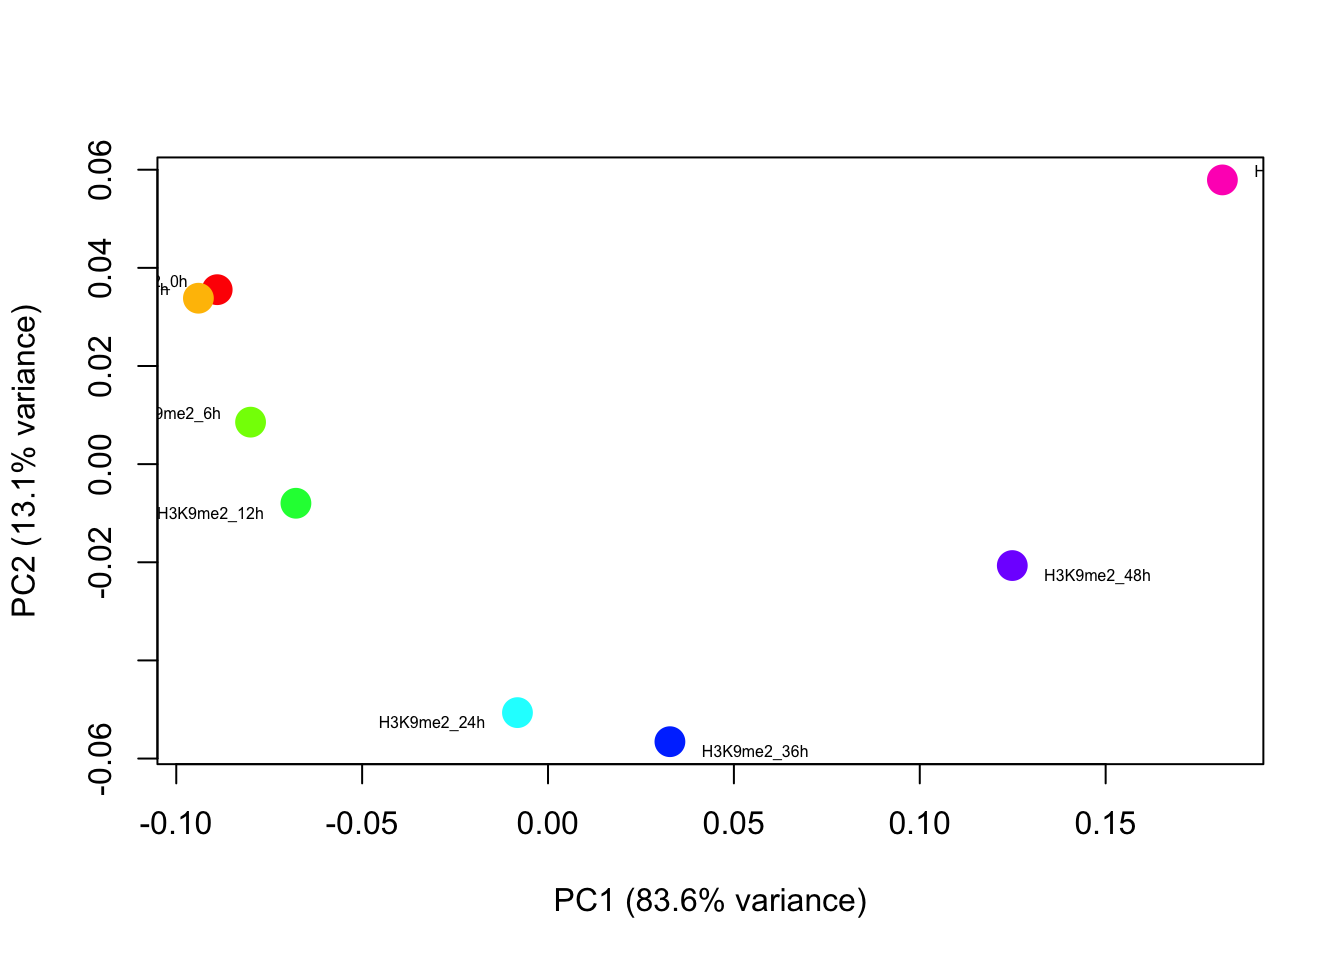 0.06
H
0.04
_0h
h
0.02
9me2_6h
0.00
H3K9me2_12h
-0.02
H3K9me2_48h
H3K9me2_24h
H3K9me2_36h
-0.06
-0.10 -0.05 0.00 0.05 0.10 0.15
PC1 (83.6% variance)
PC2 (13.1% variance)